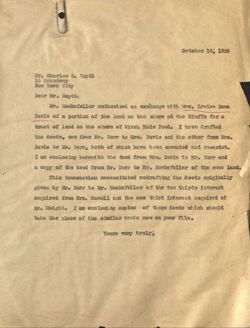 October 16, 1928
Mr. Charles O. Heydt
26 Broadway
New York City
Dear Mr. Heydt:
Mr. Rockefeller authorized an exchange with Mrs. Louise Dana
Davis of a portion of the land on the shore at the Bluffs for a
tract of land on the shore of Witch Hole Pond. I have drafted
the deeds, one from Mr. Dorr to Mrs. Davis and the other from Mrs.
Davis to Mr. Dorr, both of which have been executed and recorded.
I am enclosing herewith the deed from Mrs. Davis to Mr. Dorr and
a copy of the deed from Mr. Dorr to Mr. Rockefeller of the same land.
This transaction necessitated redrafting the deeds originally
given by Mr. Dorr to Mr. Rockefeller of the two thirds interest
acquired from Mrs. and the one third interest acquired of
Mr. Haight. I am enclosing copies of these deeds which should
take the place of the similar deeds now on your files.
Yours very truly,